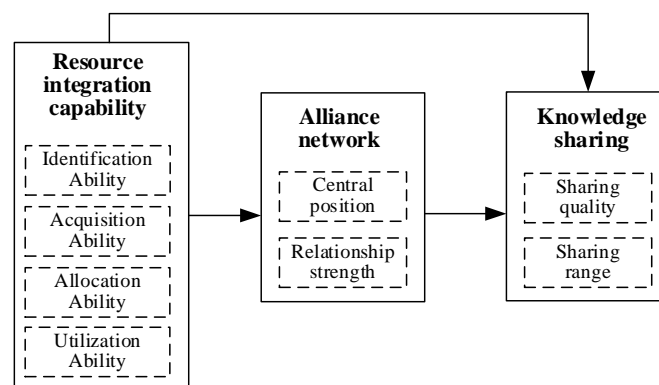 Resource
integration
capability
Identification
Ability
Acquisition
Ability
Allocation
Ability
Utilization
Ability
Alliance
network
Central
position
Relationship
strength
Knowledge
sharing
Sharing
quality
Sharing
range